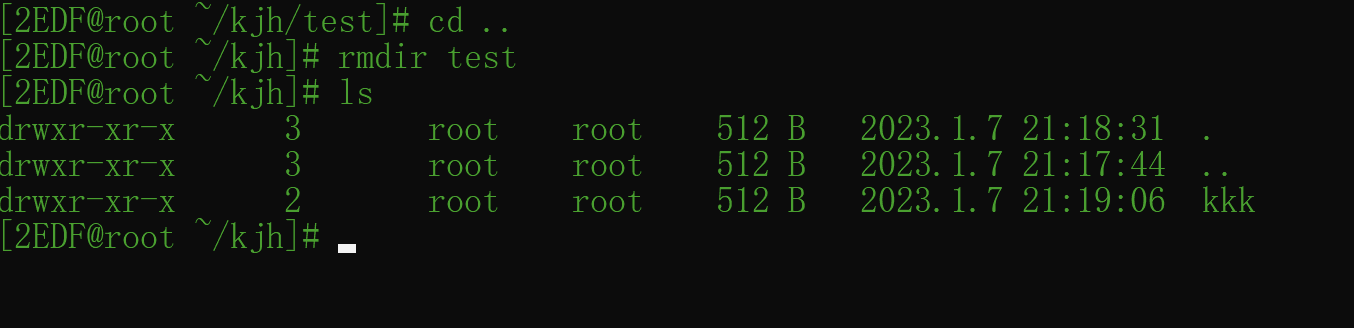 [2EDF@root ~/kjh/test]# cd ..
[2EDF@root ~/kjh]# rmdir test
[2EDF@root ~/kjh]# ls
drwxr-xr-x 3 root root 512 B 2023.1.7 21:18:31 .
drwxr-xr-x 3 root root 512 B 2023.1.7 21:17:44 ..
drwxr-xr-x 2 root root 512 B 2023.1.7 21:19:06 kkk
[2EDF@root ~/kjh]#